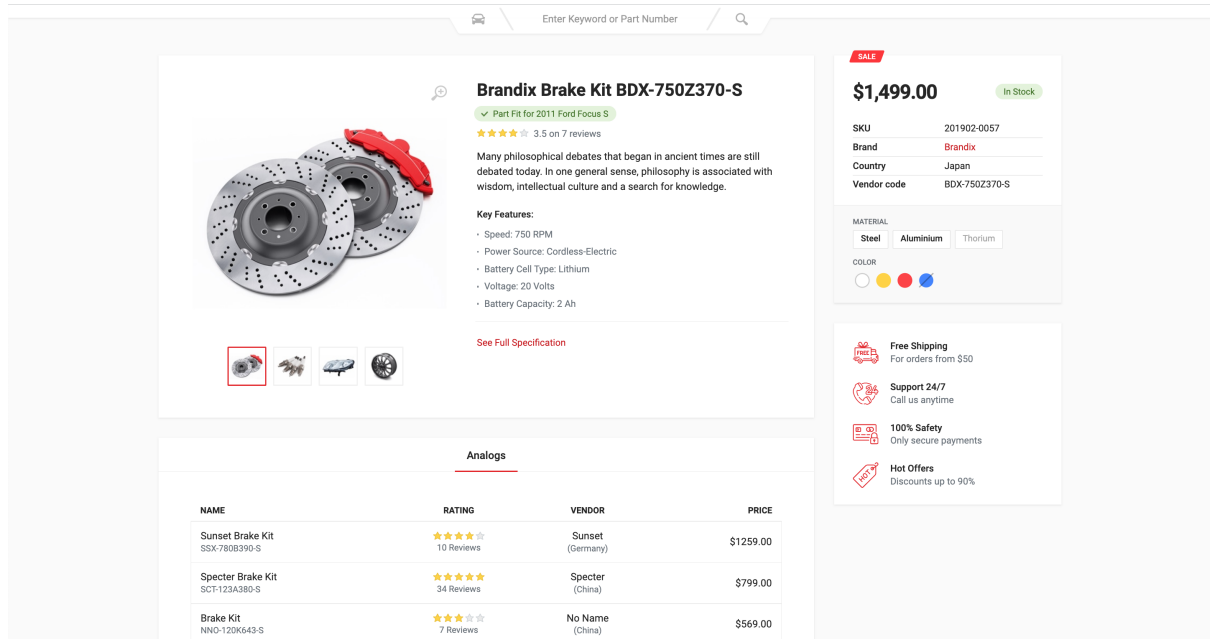 Enter Keyword or Part Number
Brandix Brake Kit BDX-750Z370-S
Part Fit for 2011 Ford Focus S
3.5 on 7 reviews
Many philosophical debates that began in ancient times are still
debated today. In one general sense, philosophy is associated with
wisdom, intellectual culture and a search for knowledge.
Key Features:
Speed: 750 RPM
Power Source: Cordless-Electric
Battery Cell Type: Lithium
Voltage: 20 Volts
Battery Capacity: 2 Ah
See Full Specification
SALE
$1,499.00 In Stock
SKU 201902-0057
Brand Brandix
Country Japan
Vendor code BDX-750Z370-S
MATERIAL
Steel Aluminium Thorium
COLOR
FREE
Free Shipping
For orders from $50
Support 24/7
Call us anytime
100% Safety
Only secure payments
HOT
Hot Offers
Discounts up to 90%
Analogs
NAME RATING VENDOR PRICE
Sunset Brake Kit Sunset $1259.00
SSX-780B390-S 10 Reviews (Germany)
Specter Brake Kit Specter $799.00
SCT-123A380-S 34 Reviews (China)
Brake Kit No Name $569.00
NNO-120K643-S 7 Reviews (China)